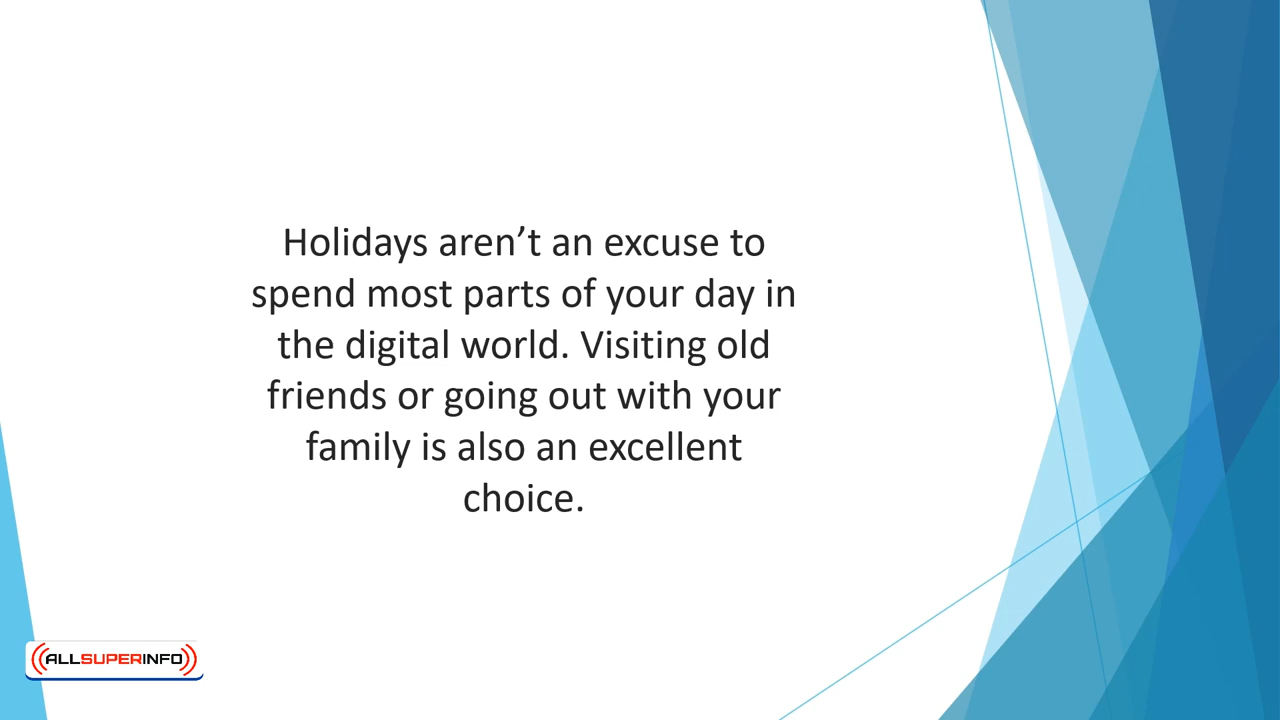 Holidays aren’t an excuse to
spend most parts of your day in
the digital world. Visiting old
friends or going out with your
family is also an excellent
choice.
ALLSUPERINFO